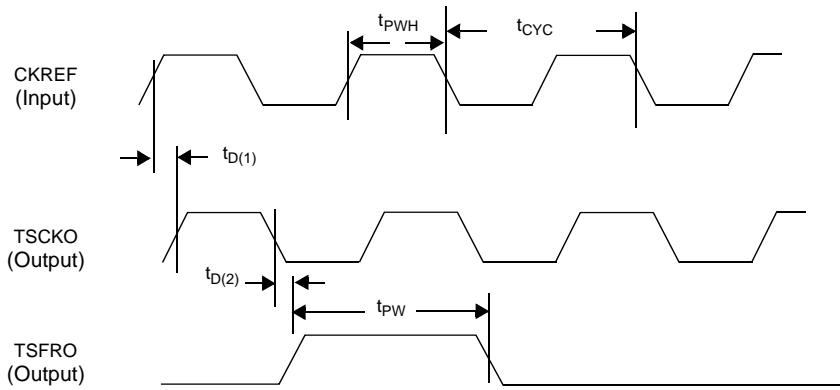 tPWH
tCYC
CKREF
(Input)
tD(1)
TSCKO
(Output)
tD(2)
tPW
TSFRO
(Output)